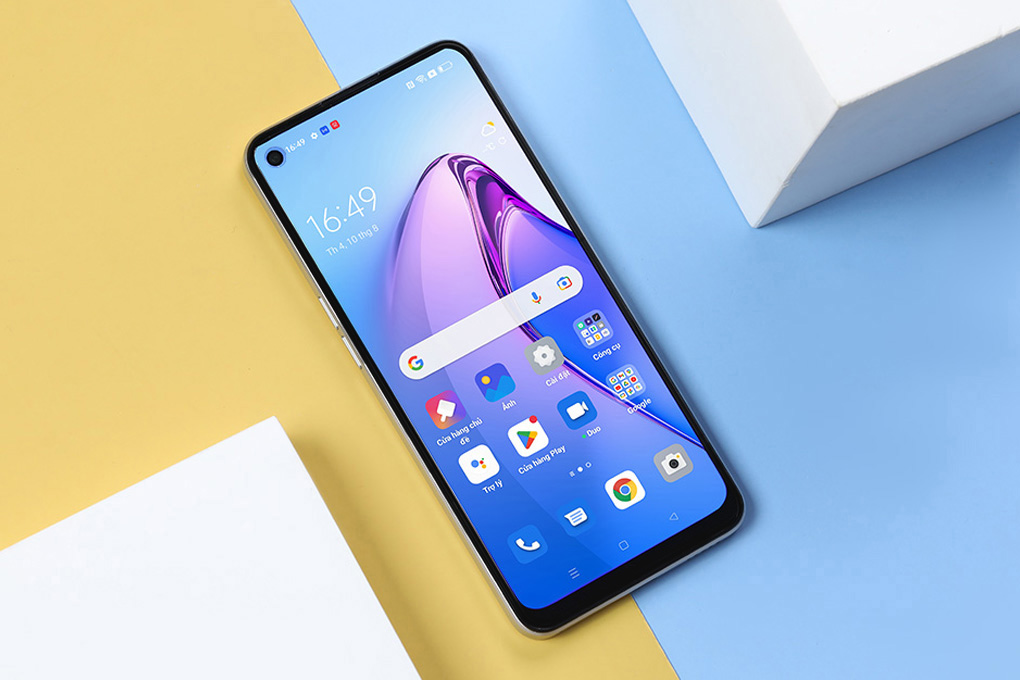 16:49
16:49
Th 4, 10 thg 8
Cửa hàng chủ
đề
Ảnh
Cài đặt
Công cụ
Trợ lý
Cửa hàng Play
Duo
Google